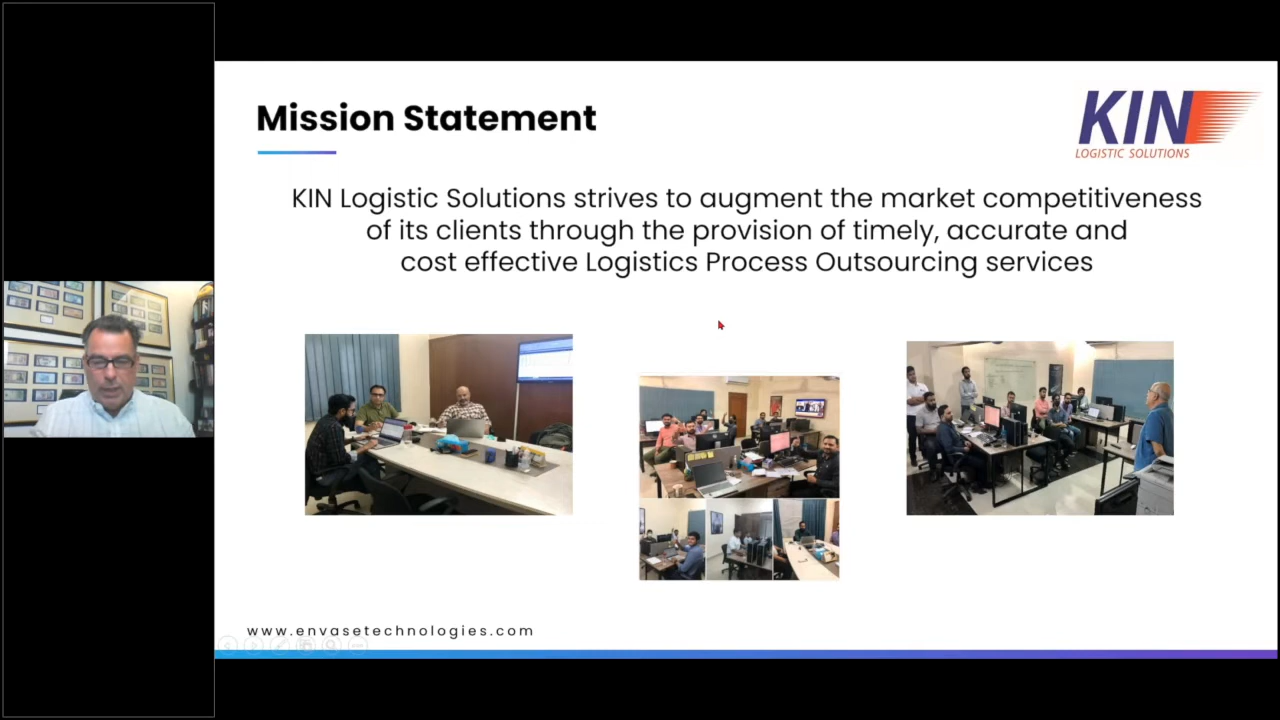 Mission Statement
KIN
LOGISTIC SOLUTIONS
KIN Logistic Solutions strives to augment the market competitiveness
of its clients through the provision of timely, accurate and
cost effective Logistics Process Outsourcing services
www.envasetechnologies.com